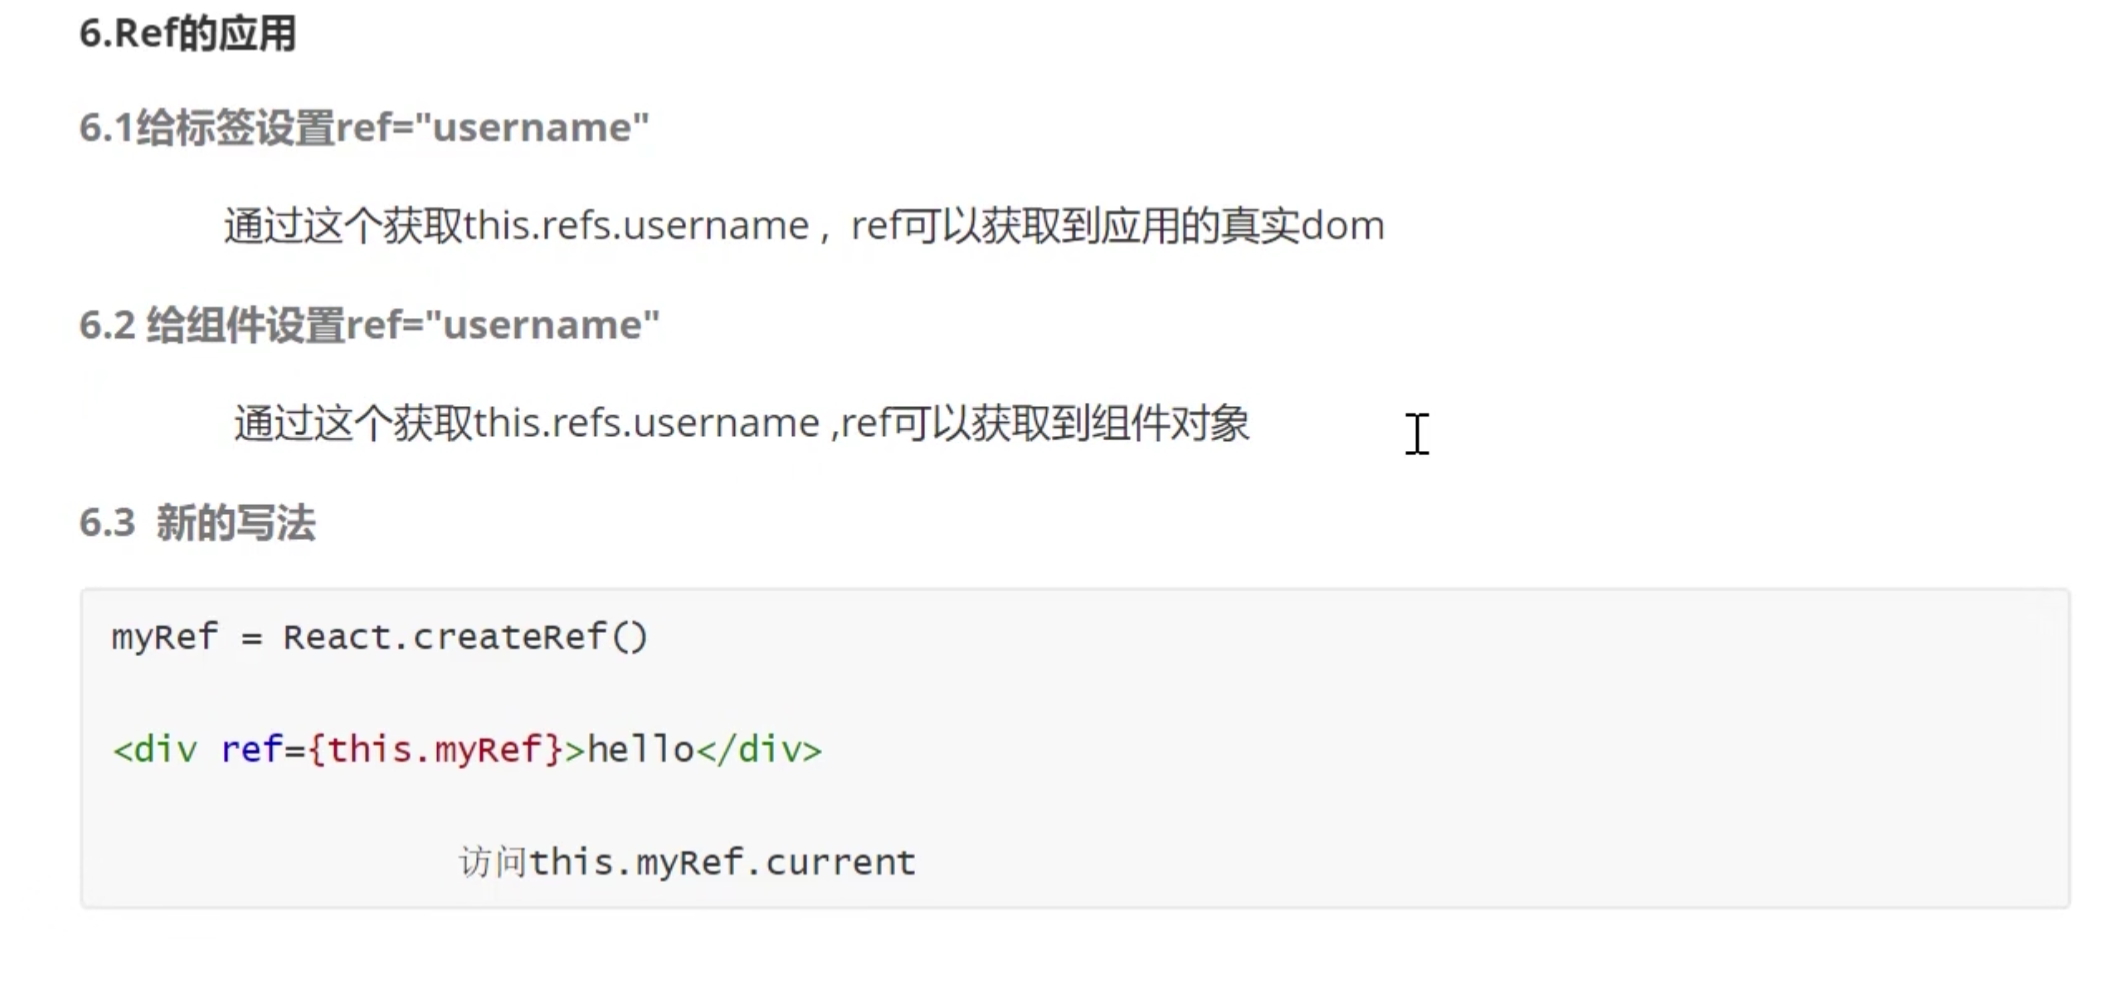 6.Ref的应用
6.1给标签设置ref="username"
通过这个获取this.refs.username , ref可以获取到应用的真实dom
6.2 给组件设置ref="username"
通过这个获取this.refs.username ,ref可以获取到组件对象
6.3 新的写法
myRef = React.createRef()
<div ref={this.myRef}>hello</div>
访问this.myRef.current